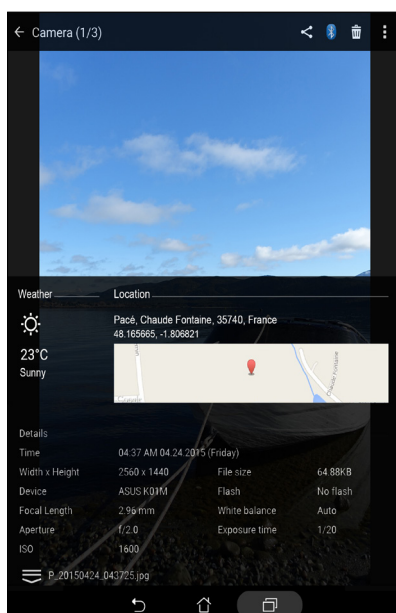 Camera (1/3)
Weather
Location
Pacé, Chaude Fontaine, 35740, France
48.165665, -1.806821
23°C
Sunny
Chaude Fontaine
Details
Time 04:37 AM 04.24.2015 (Friday)
Width x Height 2560 x 1440 File size 64.88KB
Device ASUS K01M Flash No flash
Focal Length 2.96 mm White balance Auto
Aperture f/2.0 Exposure time 1/20
ISO 1600
P_20150424_043725.jpg